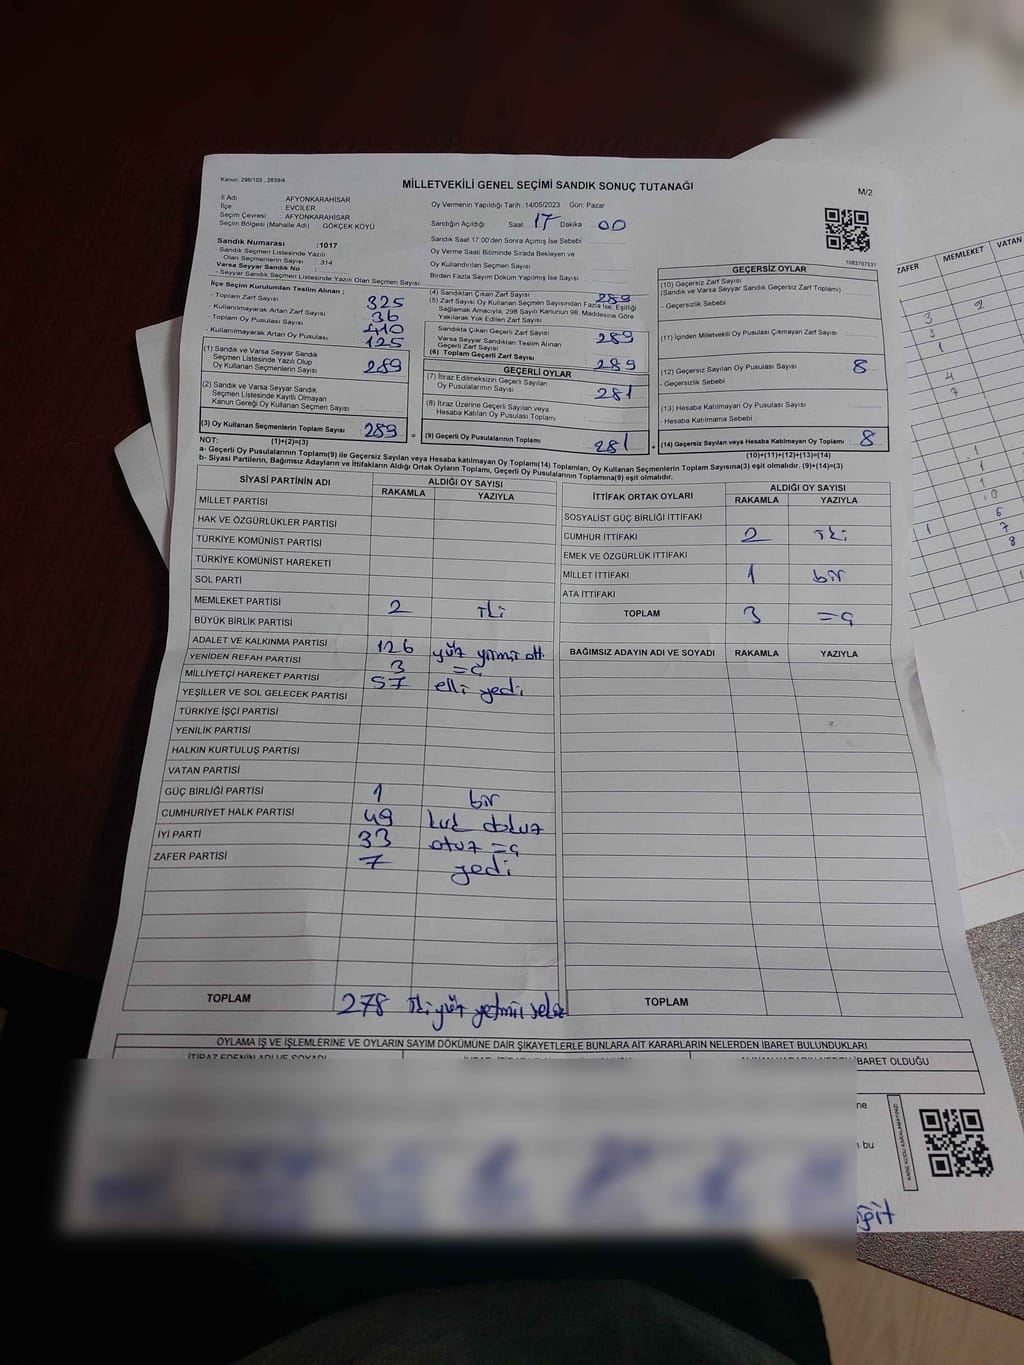 Kanun; 298/105 , 2839/4
MİLLETVEKİLİ GENEL SEÇİMİ SANDIK SONUÇ TUTANAĞI
M/2
İl Adı : AFYONKARAHİSAR
İlçe : EVCİLER
Seçim Çevresi : AFYONKARAHİSAR
Seçim Bölgesi (Mahalle Adı) : GÖKÇEK KÖYÜ
Oy Vermenin Yapıldığı Tarih :14/05/2023 Gün: Pazar
Sandığın Açıldığı Saat 17 Dakika : 00
Sandık Saat 17.00'den Sonra Açımış İse Sebebi
Oy Verme Saati Bitiminde Sırada Bekleyen ve
Oy Kullandırılan Seçmen Sayısı
Birden Fazla Sayım Döküm Yapılmış İse Sayısı :
1083707531
Sandık Numarası :1017
- Sandık Seçmen Listesinde Yazılı
Olan Seçmenlerin Sayısı : 314
Varsa Seyyar Sandık No :
- Seyyar Sandık Seçmen Listesinde Yazılı Olan Seçmen Sayısı :
İlçe Seçim Kurulundan Teslim Alınan ;
- Toplam Zarf Sayısı : 325
- Kullanılmayarak Artan Zarf Sayısı : 36
- Toplam Oy Pusulası Sayısı : 410
- Kullanılmayarak Artan Oy Pusulası : 125
(1) Sandık ve Varsa Seyyar Sandık
Seçmen Listesinde Yazılı Olup
Oy Kullanan Seçmenlerin Sayısı : 289
(2) Sandık ve Varsa Seyyar Sandık
Seçmen Listesinde Kayıtlı Olmayan
Kanun Gereği Oy Kullanan Seçmen Sayısı :
(3) Oy Kullanan Seçmenlerin Toplam Sayısı : 289
(1)+(2)=(3)
(4) Sandıktan Çıkan Zarf Sayısı : 289
(5) Zarf Sayısı Oy Kullanan Seçmen Sayısından Fazla İse, Eşitliği
Sağlamak Amacıyla, 298 Sayılı Kanunun 98. Maddesine Göre
Yakılarak Yok Edilen Zarf Sayısı :
Sandıkta Çıkan Geçerli Zarf Sayısı : 289
Varsa Seyyar Sandıktan Teslim Alınan
Geçerli Zarf Sayısı :
(6) Toplam Geçerli Zarf Sayısı : 289
GEÇERLİ OYLAR
(7) İtiraz Edilmeksizin Geçerli Sayılan
Oy Pusulalarının Sayısı : 281
(8) İtiraz Üzerine Geçerli Sayılan veya
Hesaba Katılan Oy Pusulası Toplamı :
= (9) Geçerli Oy Pusulalarının Toplamı : 281
GEÇERSİZ OYLAR
(10) Geçersiz Zarf Sayısı
(Sandık ve Varsa Seyyar Sandık Geçersiz Zarf Toplamı)
- Geçersizlik Sebebi :
(11) İçinden Milletvekili Oy Pusulası Çıkmayan Zarf Sayısı :
(12) Geçersiz Sayılan Oy Pusulası Sayısı : 8
- Geçersizlik Sebebi :
(13) Hesaba Katılmayan Oy Pusulası Sayısı :
- Hesaba Katılmama Sebebi :
+ (14) Geçersiz Sayılan veya Hesaba Katılmayan Oy Toplamı : 8
(10)+(11)+(12)+(13)=(14)
NOT:
a- Geçerli Oy Pusulalarının Toplamı(9) ile Geçersiz Sayılan veya Hesaba katılmayan Oy Toplamı(14) Toplamları, Oy Kullanan Seçmenlerin Toplam Sayısına(3) eşit olmalıdır. (9)+(14)=(3)
b- Siyasi Partilerin, Bağımsız Adayların ve İttifakların Aldığı Ortak Oyların Toplamı, Geçerli Oy Pusulalarının Toplamına(9) eşit olmalıdır.
SİYASİ PARTİNİN ADI ALDIĞI OY SAYISI
RAKAMLA YAZIYLA
MİLLET PARTİSİ
HAK VE ÖZGÜRLÜKLER PARTİSİ
TÜRKİYE KOMÜNİST PARTİSİ
TÜRKİYE KOMÜNİST HAREKETİ
SOL PARTİ
MEMLEKET PARTİSİ 2 iki
BÜYÜK BİRLİK PARTİSİ
ADALET VE KALKINMA PARTİSİ 126 yüz yirmi altı
YENİDEN REFAH PARTİSİ 3 üç
MİLLİYETÇİ HAREKET PARTİSİ 57 elli yedi
YEŞİLLER VE SOL GELECEK PARTİSİ
TÜRKİYE İŞÇİ PARTİSİ
YENİLİK PARTİSİ
HALKIN KURTULUŞ PARTİSİ
VATAN PARTİSİ
GÜÇ BİRLİĞİ PARTİSİ 1 bir
CUMHURİYET HALK PARTİSİ 49 kırk dokuz
İYİ PARTİ 33 otuz üç
ZAFER PARTİSİ 7 yedi
TOPLAM 278 iki yüz yetmiş sekiz
İTTİFAK ORTAK OYLARI ALDIĞI OY SAYISI
RAKAMLA YAZIYLA
SOSYALİST GÜÇ BİRLİĞİ İTTİFAKI
CUMHUR İTTİFAKI 2 iki
EMEK VE ÖZGÜRLÜK İTTİFAKI
MİLLET İTTİFAKI 1 bir
ATA İTTİFAKI
TOPLAM 3 üç
BAĞIMSIZ ADAYIN ADI VE SOYADI RAKAMLA YAZIYLA
TOPLAM
OYLAMA İŞ VE İŞLEMLERİNE VE OYLARIN SAYIM DÖKÜMÜNE DAİR ŞİKAYETLERLE BUNLARA AİT KARARLARIN NELERDEN İBARET BULUNDUKLARI
İTİRAZ EDENİN ADI VE SOYADI
İBARET OLDUĞU
ne
bu
KARE KODU KARALAMAYINIZ!
ZAFER MEMLEKET VATAN
3 2
3
1
4
7
1
1
1
10
6
1 7
8